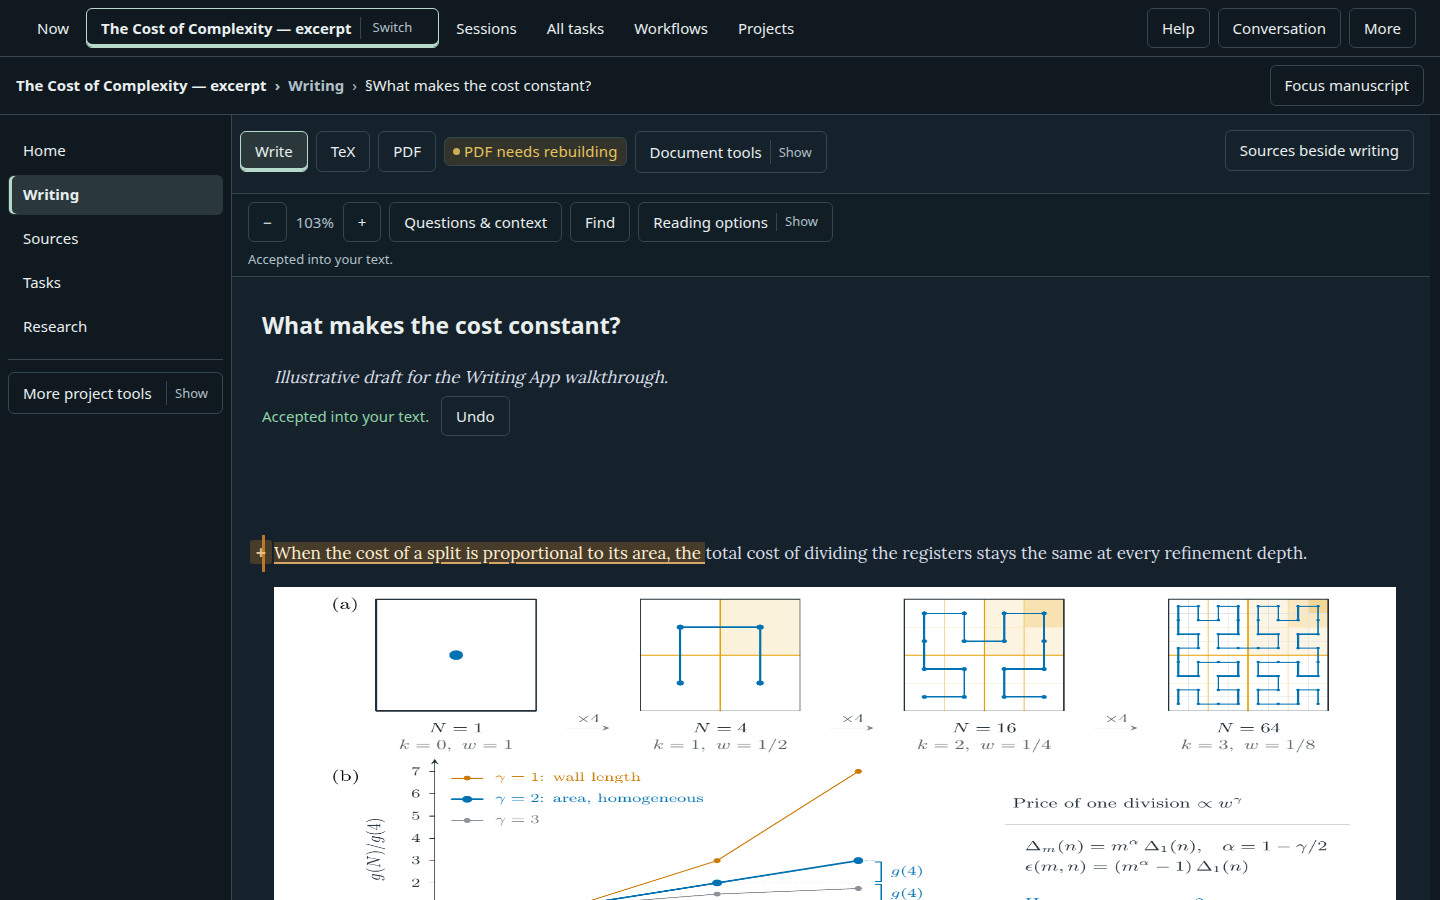 Now
The Cost of Complexity — excerpt Switch
Sessions
All tasks
Workflows
Projects
Help
Conversation
More
The Cost of Complexity — excerpt › Writing › §What makes the cost constant?
Focus manuscript
Home
Writing
Sources
Tasks
Research
More project tools Show
Write
TeX
PDF
PDF needs rebuilding
Document tools Show
Sources beside writing
− 103% +
Questions & context
Find
Reading options Show
Accepted into your text.
What makes the cost constant?
Illustrative draft for the Writing App walkthrough.
Accepted into your text. Undo
+ When the cost of a split is proportional to its area, the total cost of dividing the registers stays the same at every refinement depth.
(a)
×4 ×4 ×4
N = 1 N = 4 N = 16 N = 64
k = 0, w = 1 k = 1, w = 1/2 k = 2, w = 1/4 k = 3, w = 1/8
(b)
g(N)/g(4)
7
6
5
4
3
2
γ = 1: wall length
γ = 2: area, homogeneous
γ = 3
g(4)
g(4)
Price of one division ∝ w^γ
Δ_m(n) = m^α Δ_1(n), α = 1 − γ/2
ϵ(m, n) = (m^α − 1) Δ_1(n)